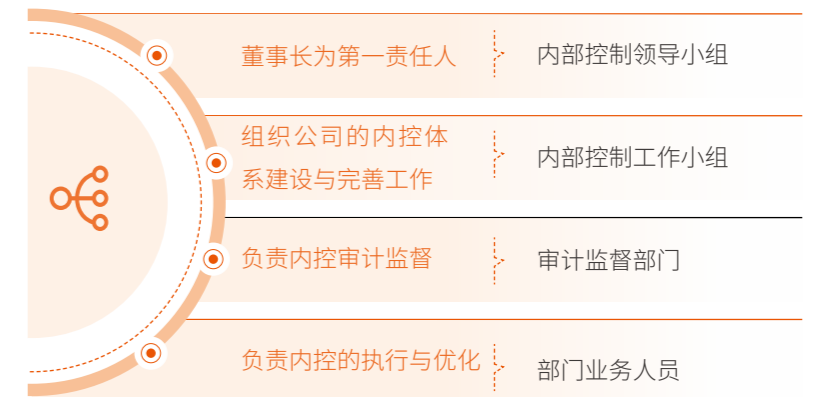 董事长为第一责任人
内部控制领导小组
组织公司的内控体
系建设与完善工作
内部控制工作小组
负责内控审计监督
审计监督部门
负责内控的执行与优化
部门业务人员